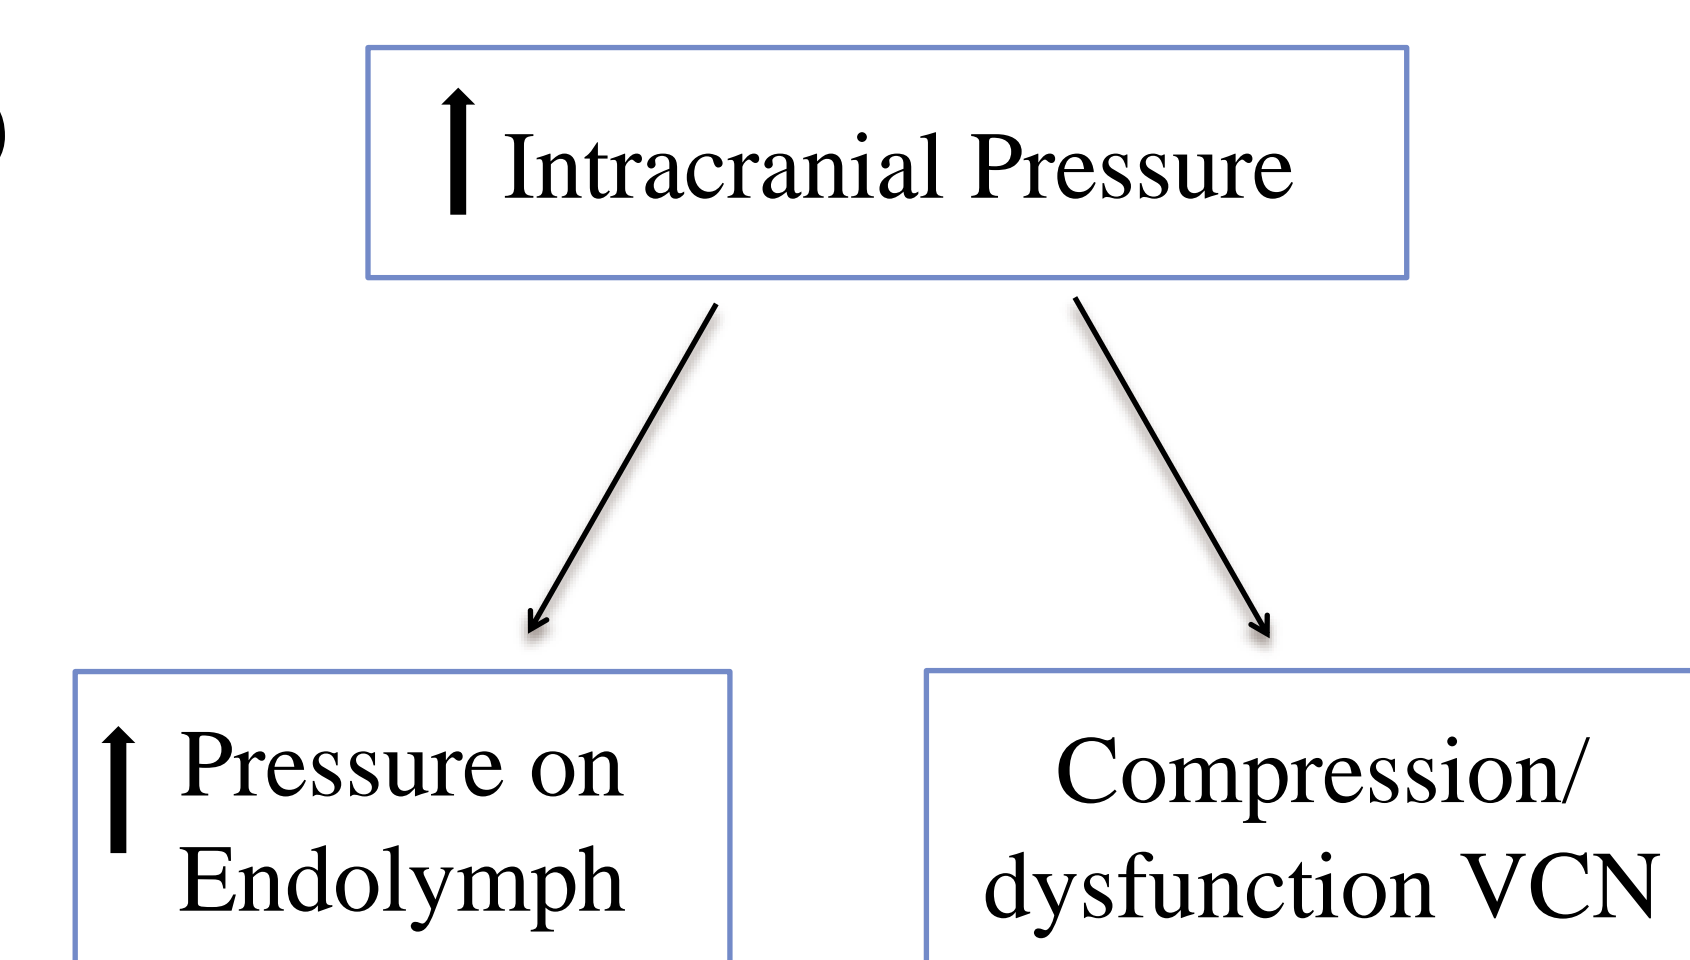 Intracranial Pressure
Pressure on
Endolymph
Compression/
dysfunction VCN